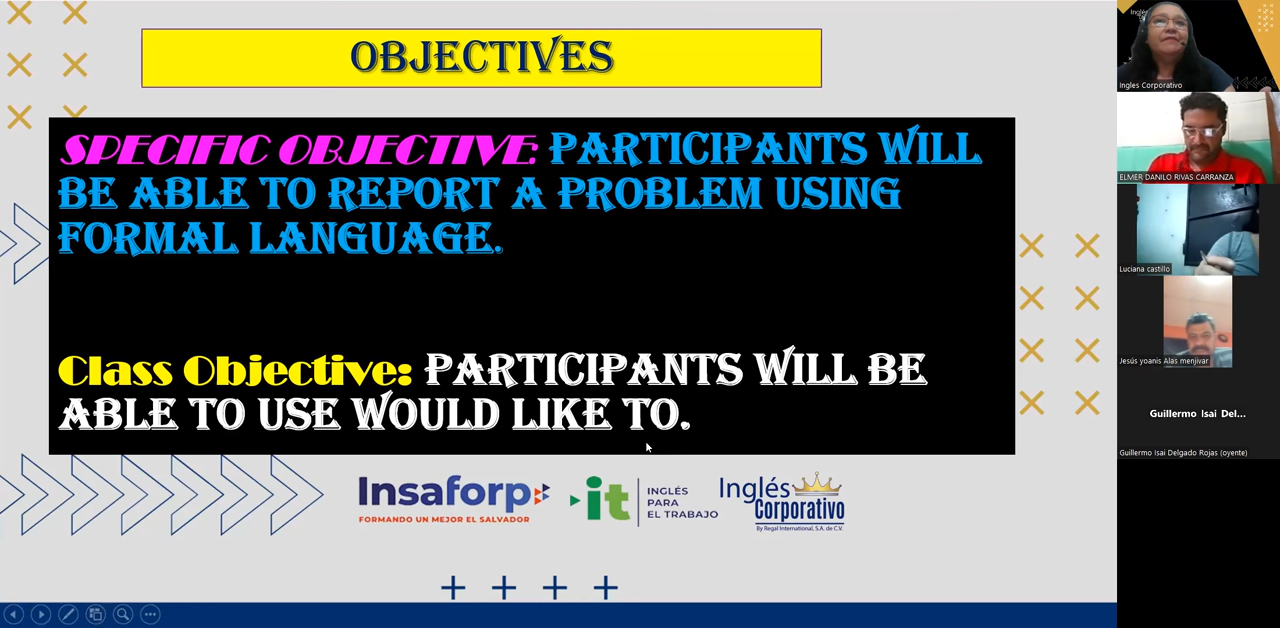 OBJECTIVES
SPECIFIC OBJECTIVE: PARTICIPANTS WILL
BE ABLE TO REPORT A PROBLEM USING
FORMAL LANGUAGE.
Class Objective: PARTICIPANTS WILL BE
ABLE TO USE WOULD LIKE TO.
Insaforp
FORMANDO UN MEJOR EL SALVADOR
it
INGLÉS
PARA
EL TRABAJO
Inglés
Corporativo
By Regal International, S.A. de C.V.
Ingles Corporativo
ELMER DANILO RIVAS CARRANZA
Luciana castillo
Jesús yoanis Alas menjivar
Guillermo Isai Del...
Guillermo Isai Delgado Rojas (oyente)